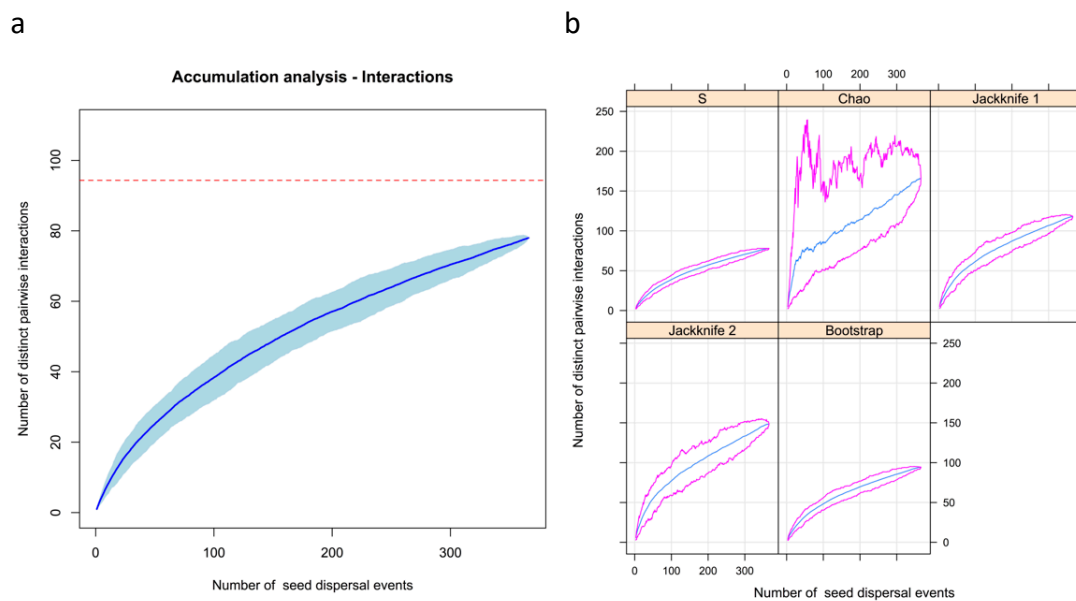 a
b
Accumulation analysis - Interactions
Number of distinct pairwise interactions
0
20
40
60
80
100
0
100
200
300
Number of  seed dispersal events
0
100
200
300
S
Chao
Jackknife 1
250
200
150
100
50
0
Number of distinct pairwise interactions
Jackknife 2
Bootstrap
250
200
150
100
50
0
0
100
200
300
Number of  seed dispersal events